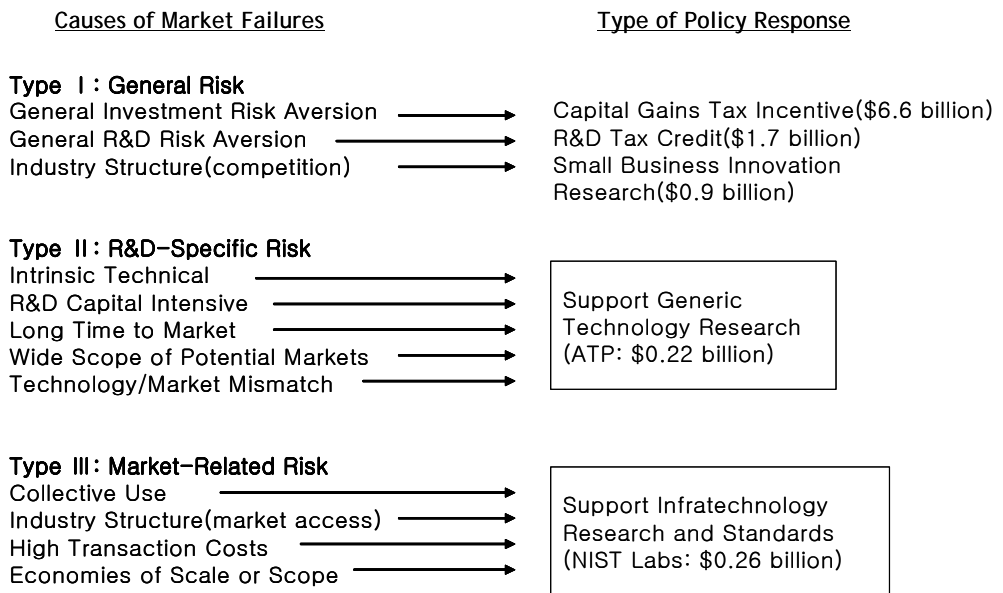 Causes of Market Failures
Type of Policy Response
Type Ⅰ: General Risk
General Investment Risk Aversion
Capital Gains Tax Incentive($6.6 billion)
General R&D Risk Aversion
R&D Tax Credit($1.7 billion)
Industry Structure(competition)
Small Business Innovation
Research($0.9 billion)
Type Ⅱ: R&D-Specific Risk
Intrinsic Technical
R&D Capital Intensive
Long Time to Market
Wide Scope of Potential Markets
Technology/Market Mismatch
Support Generic
Technology Research
(ATP: $0.22 billion)
Type Ⅲ: Market-Related Risk
Collective Use
Industry Structure(market access)
High Transaction Costs
Economies of Scale or Scope
Support Infratechnology
Research and Standards
(NIST Labs: $0.26 billion)